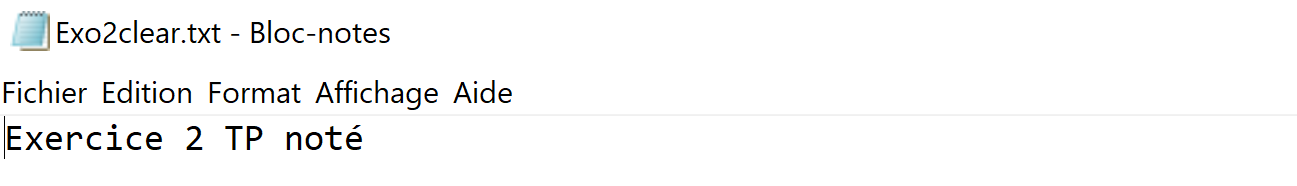 Exo2clear.txt - Bloc-notes
Fichier Edition Format Affichage Aide
Exercice 2 TP noté